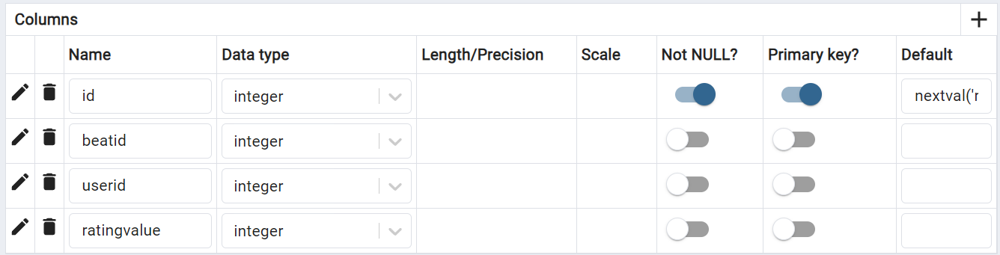 Columns
Name Data type Length/Precision Scale Not NULL? Primary key? Default
id integer nextval('r
beatid integer
userid integer
ratingvalue integer